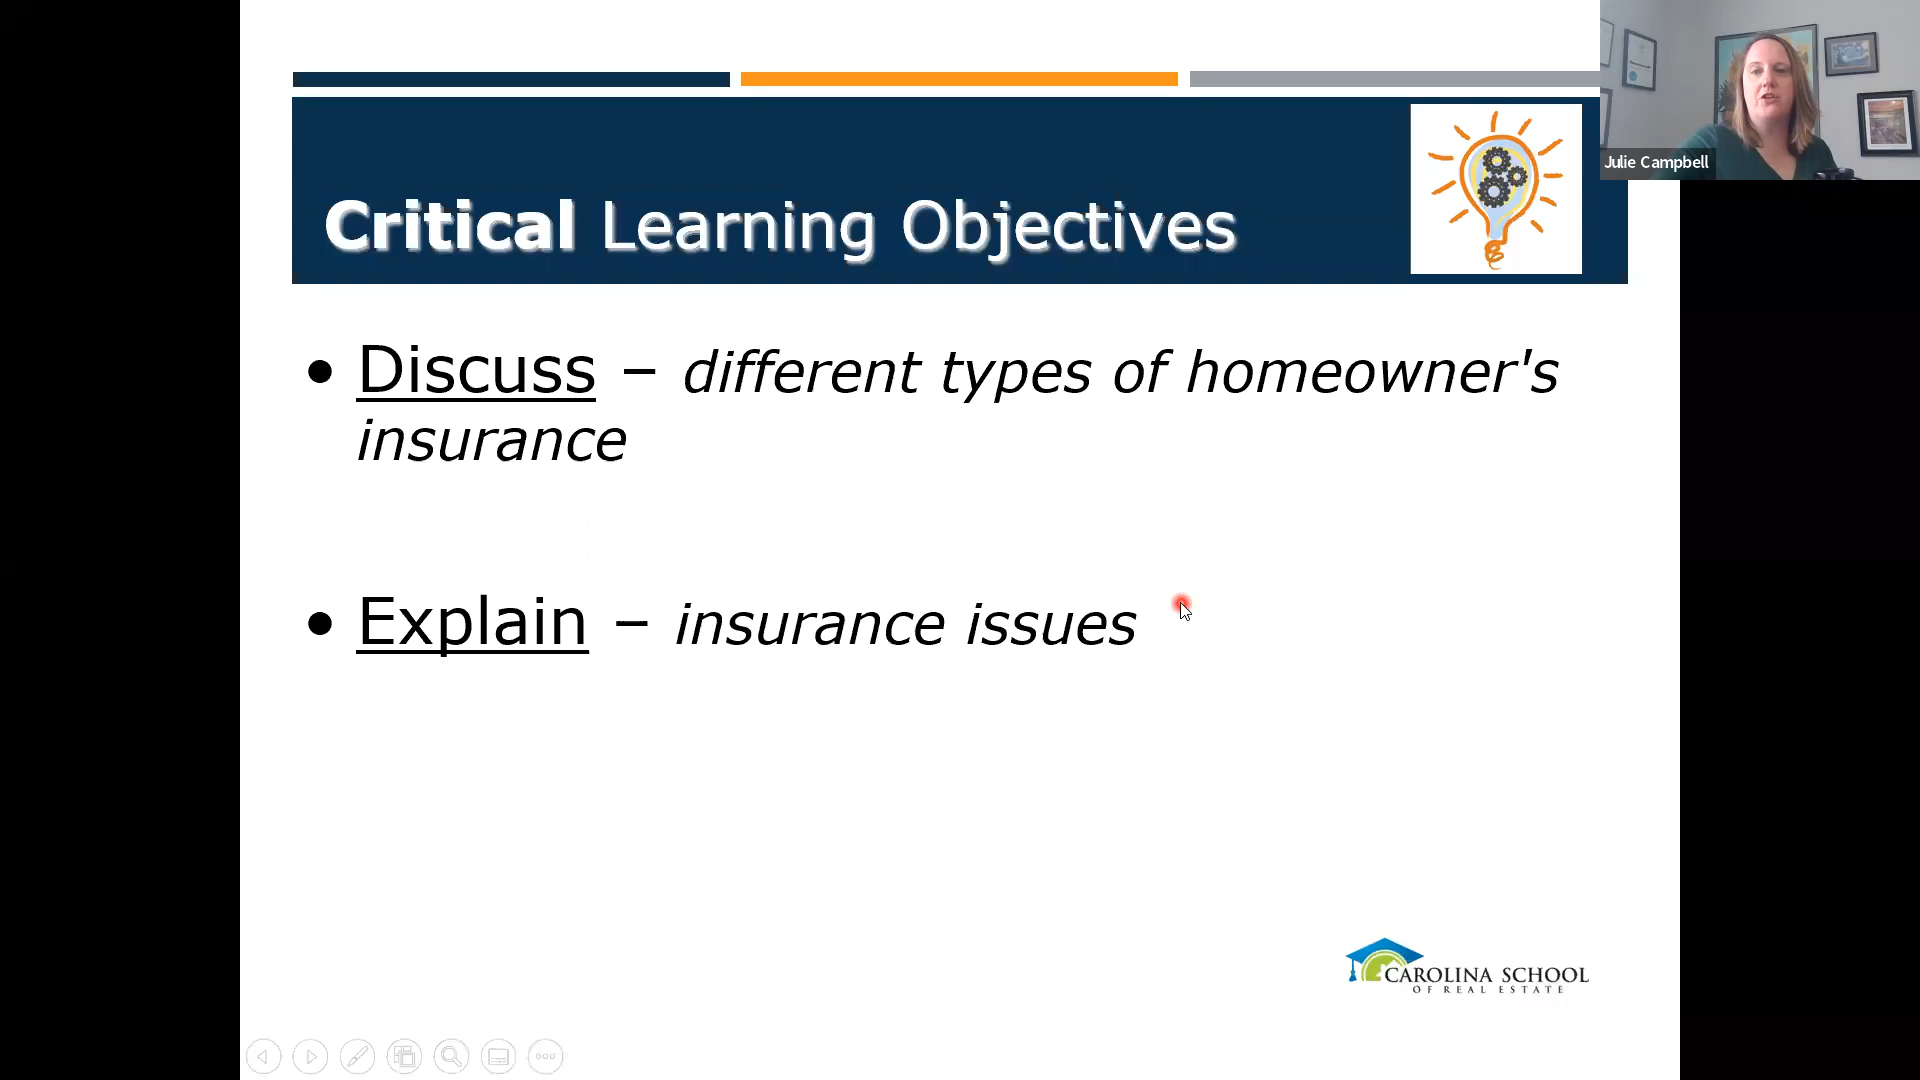 Julie Campbell
Critical Learning Objectives
• Discuss – different types of homeowner's
insurance
• Explain – insurance issues
CAROLINA SCHOOL
OF REAL ESTATE